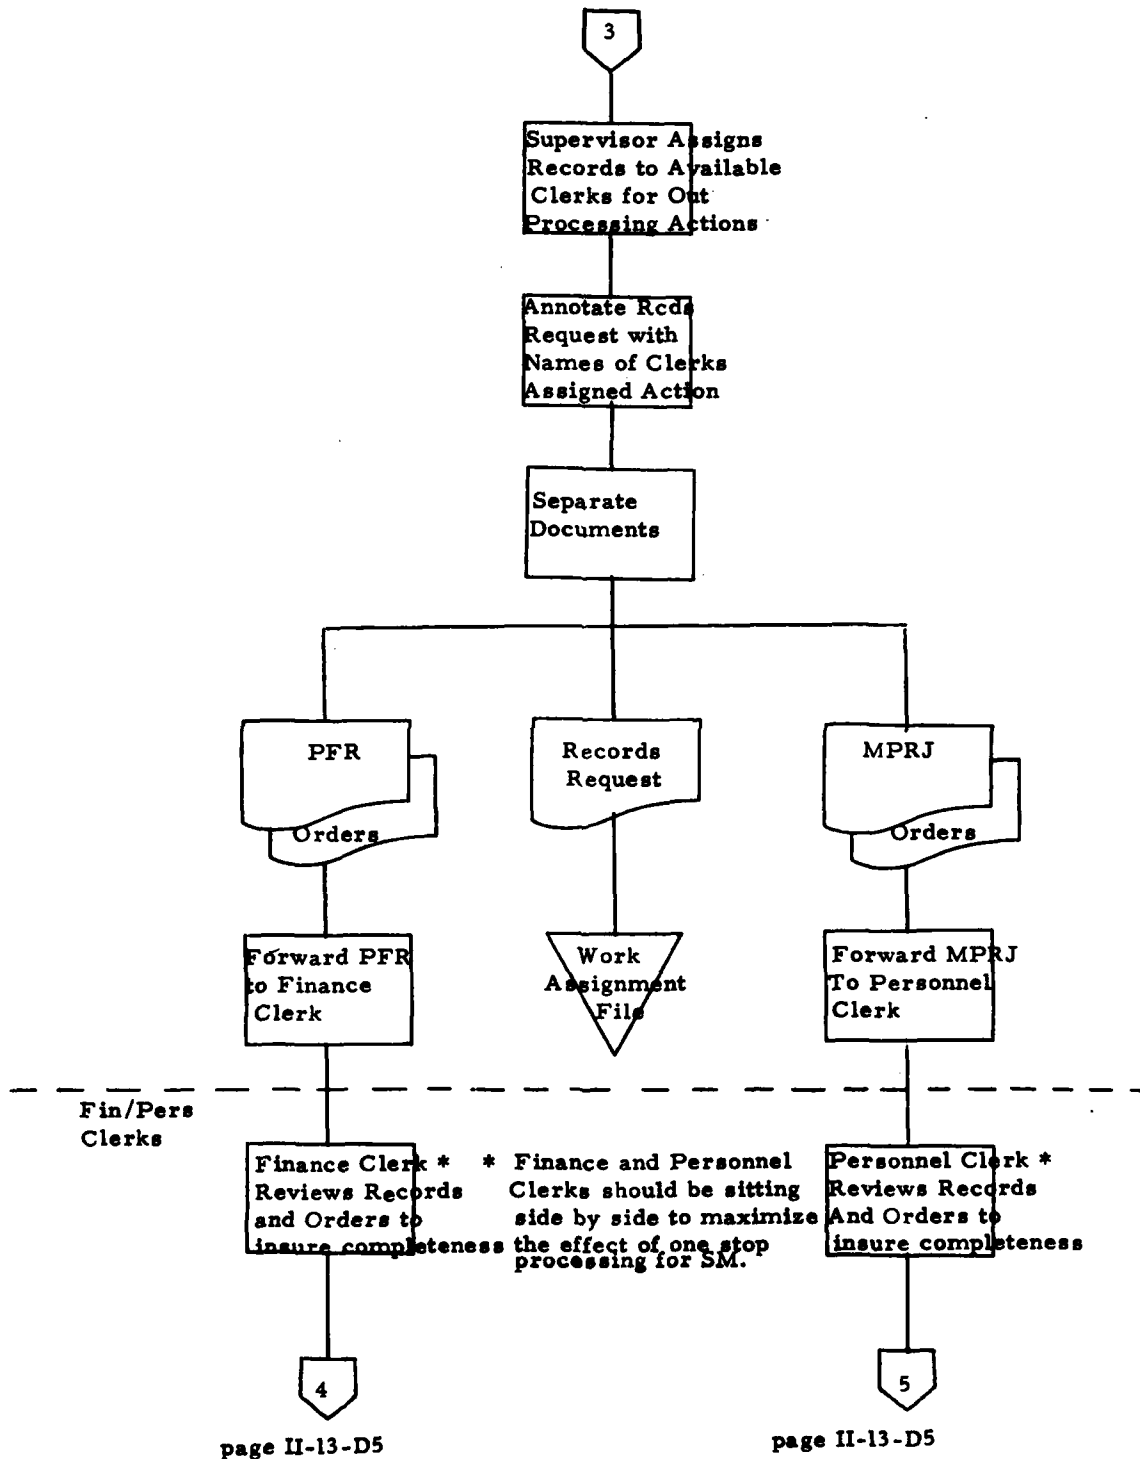 3
Supervisor Assigns
Records to Available
Clerks for Out
Processing Actions
Annotate Rcds
Request with
Names of Clerks
Assigned Action
Separate
Documents
PFR
Orders
Records
Request
MPRJ
Orders
Forward PFR
to Finance
Clerk
Work
Assignment
File
Forward MPRJ
To Personnel
Clerk
Fin/Pers
Clerks
Finance Clerk *
Reviews Records
and Orders to
insure completeness
* Finance and Personnel
Clerks should be sitting
side by side to maximize
the effect of one stop
processing for SM.
Personnel Clerk *
Reviews Records
And Orders to
insure completeness
4
page II-13-D5
5
page II-13-D5